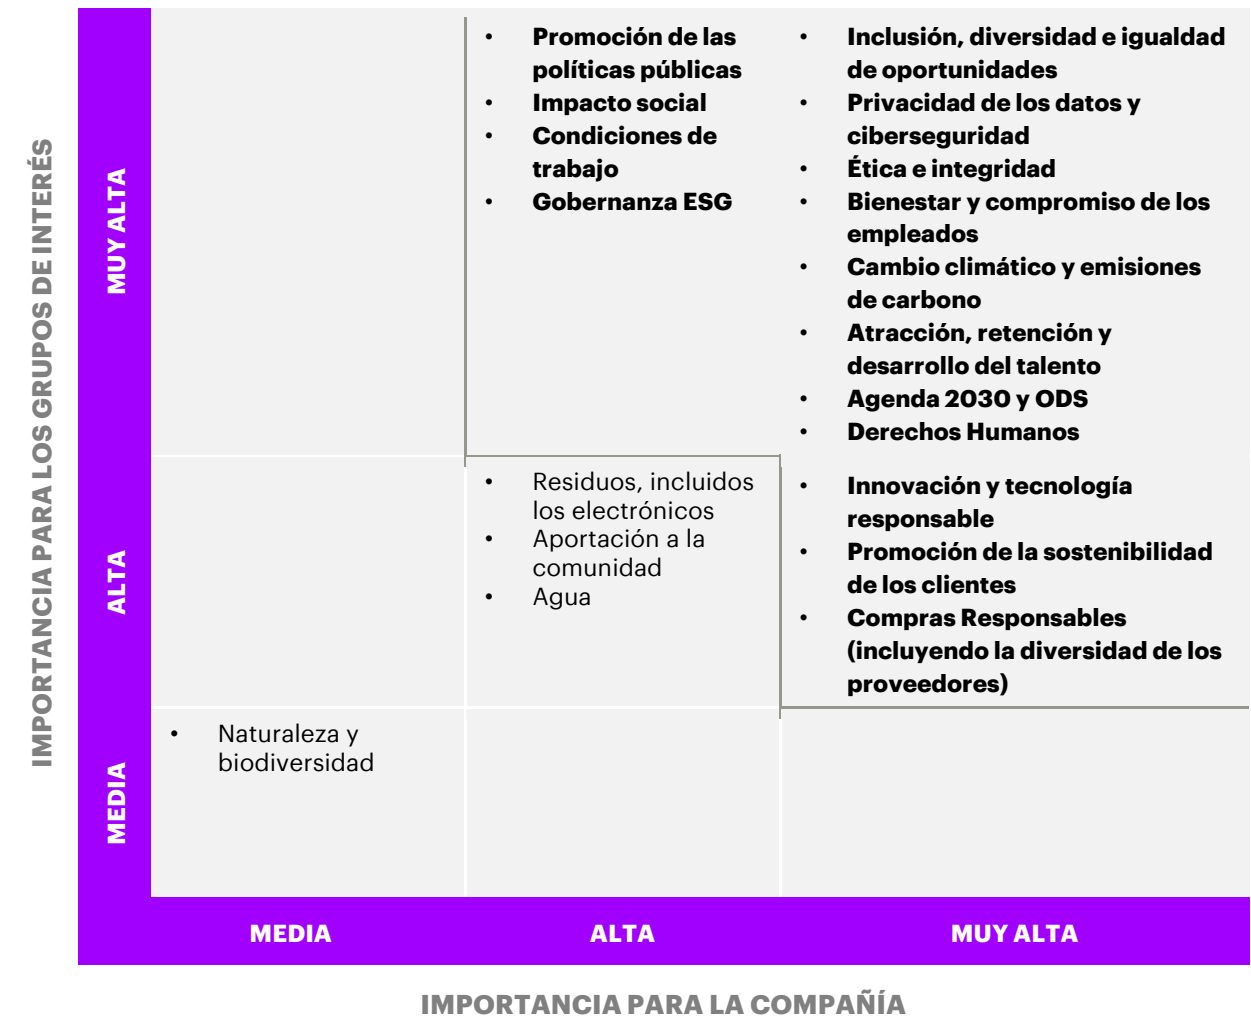 IMPORTANCIA PARA LOS GRUPOS DE INTERÉS
MUY ALTA
• Promoción de las
políticas públicas
• Impacto social
• Condiciones de
trabajo
• Gobernanza ESG
• Inclusión, diversidad e igualdad
de oportunidades
• Privacidad de los datos y
ciberseguridad
• Ética e integridad
• Bienestar y compromiso de los
empleados
• Cambio climático y emisiones
de carbono
• Atracción, retención y
desarrollo del talento
• Agenda 2030 y ODS
• Derechos Humanos
ALTA
• Residuos, incluidos
los electrónicos
• Aportación a la
comunidad
• Agua
• Innovación y tecnología
responsable
• Promoción de la sostenibilidad
de los clientes
• Compras Responsables
(incluyendo la diversidad de los
proveedores)
MEDIA
• Naturaleza y
biodiversidad
MEDIA
ALTA
MUY ALTA
IMPORTANCIA PARA LA COMPAÑÍA